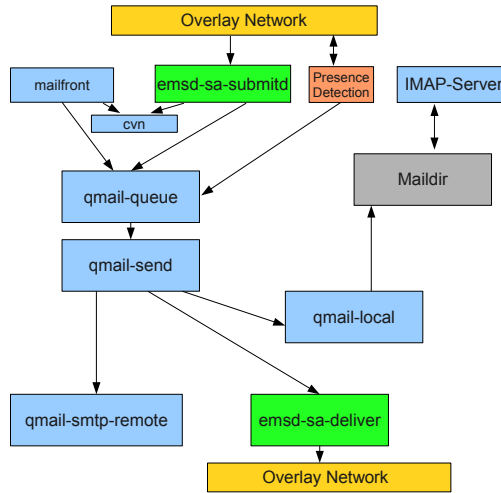 Overlay Network
mailfront
emsd-sa-submitd
Presence
Detection
IMAP-Server
cvn
qmail-queue
Maildir
qmail-send
qmail-local
qmail-smtp-remote
emsd-sa-deliver
Overlay Network